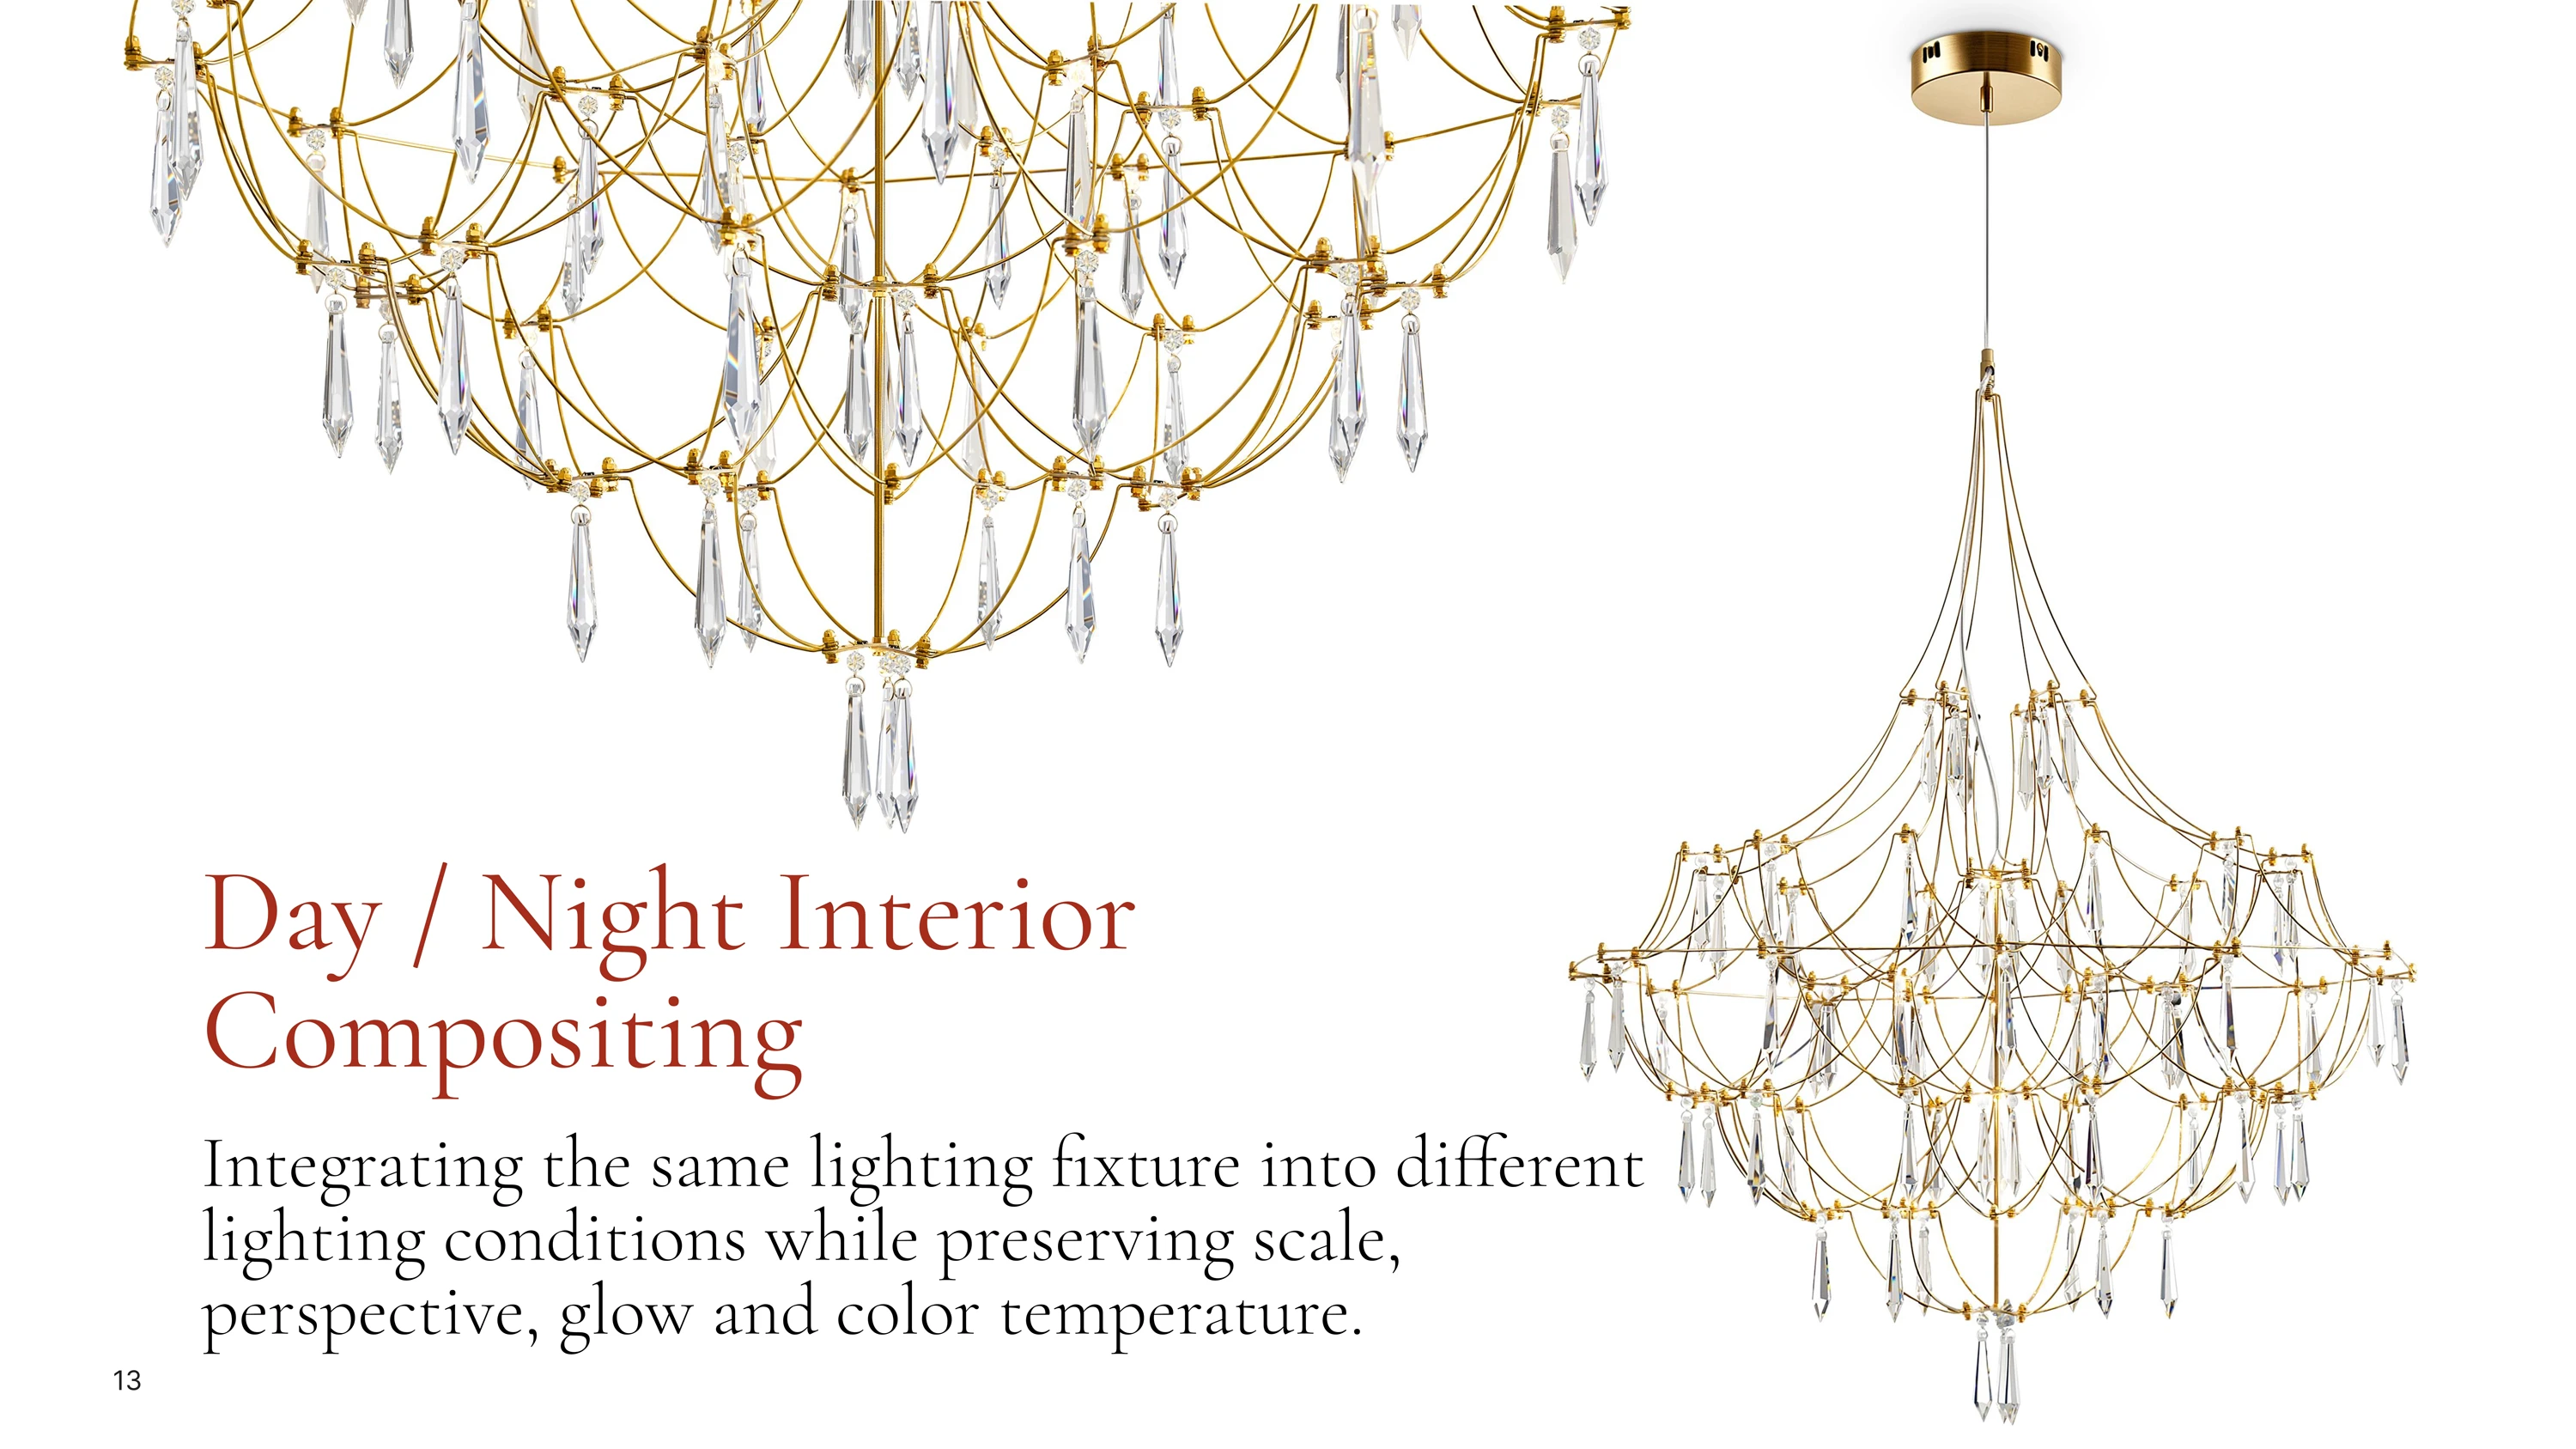 Day / Night Interior
Compositing
Integrating the same lighting fixture into different
lighting conditions while preserving scale,
perspective, glow and color temperature.
13